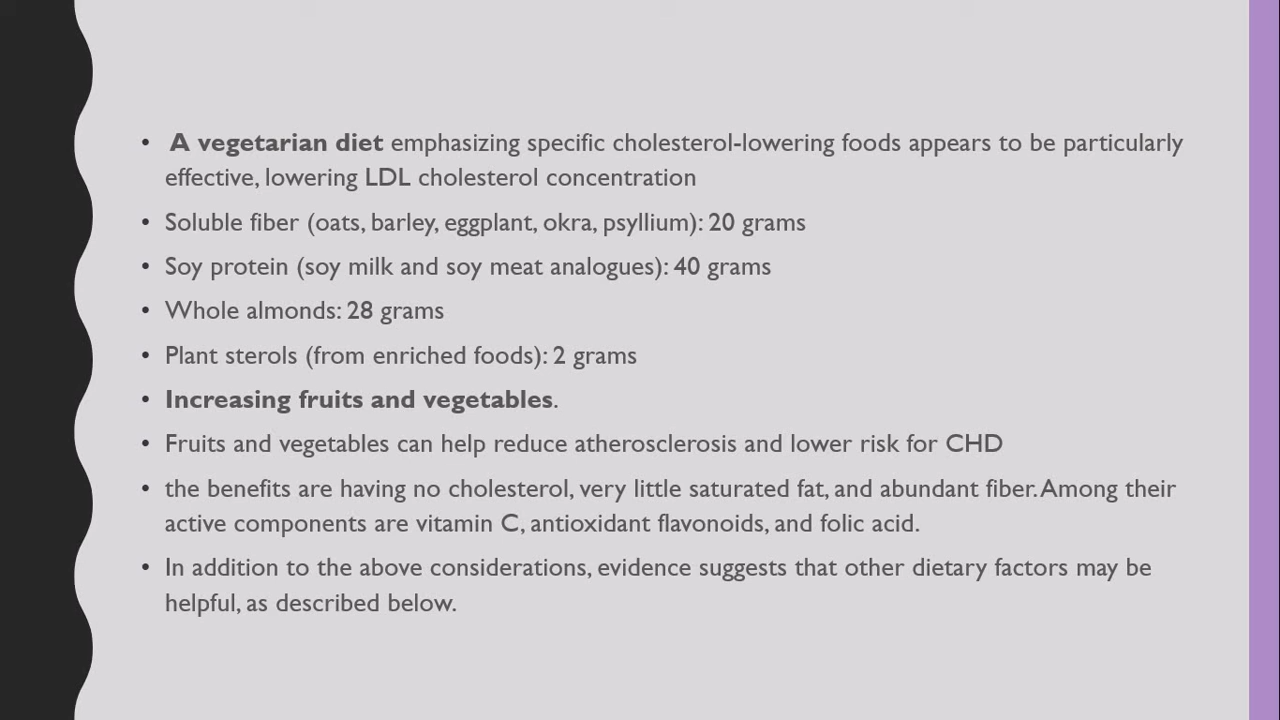 • A vegetarian diet emphasizing specific cholesterol-lowering foods appears to be particularly
effective, lowering LDL cholesterol concentration
• Soluble fiber (oats, barley, eggplant, okra, psyllium): 20 grams
• Soy protein (soy milk and soy meat analogues): 40 grams
• Whole almonds: 28 grams
• Plant sterols (from enriched foods): 2 grams
• Increasing fruits and vegetables.
• Fruits and vegetables can help reduce atherosclerosis and lower risk for CHD
• the benefits are having no cholesterol, very little saturated fat, and abundant fiber. Among their
active components are vitamin C, antioxidant flavonoids, and folic acid.
• In addition to the above considerations, evidence suggests that other dietary factors may be
helpful, as described below.